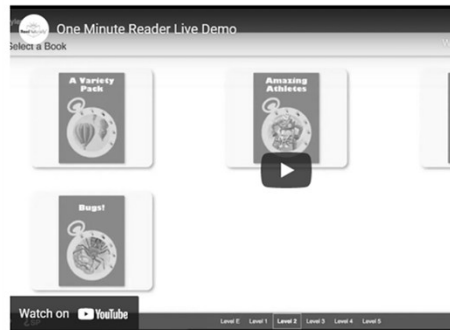 One Minute Reader Live Demo
Select a Book
A Variety
Pack
Amazing
Athletes
Bugs!
Watch on YouTube
Level E Level 1 Level 2 Level 3 Level 4 Level 5